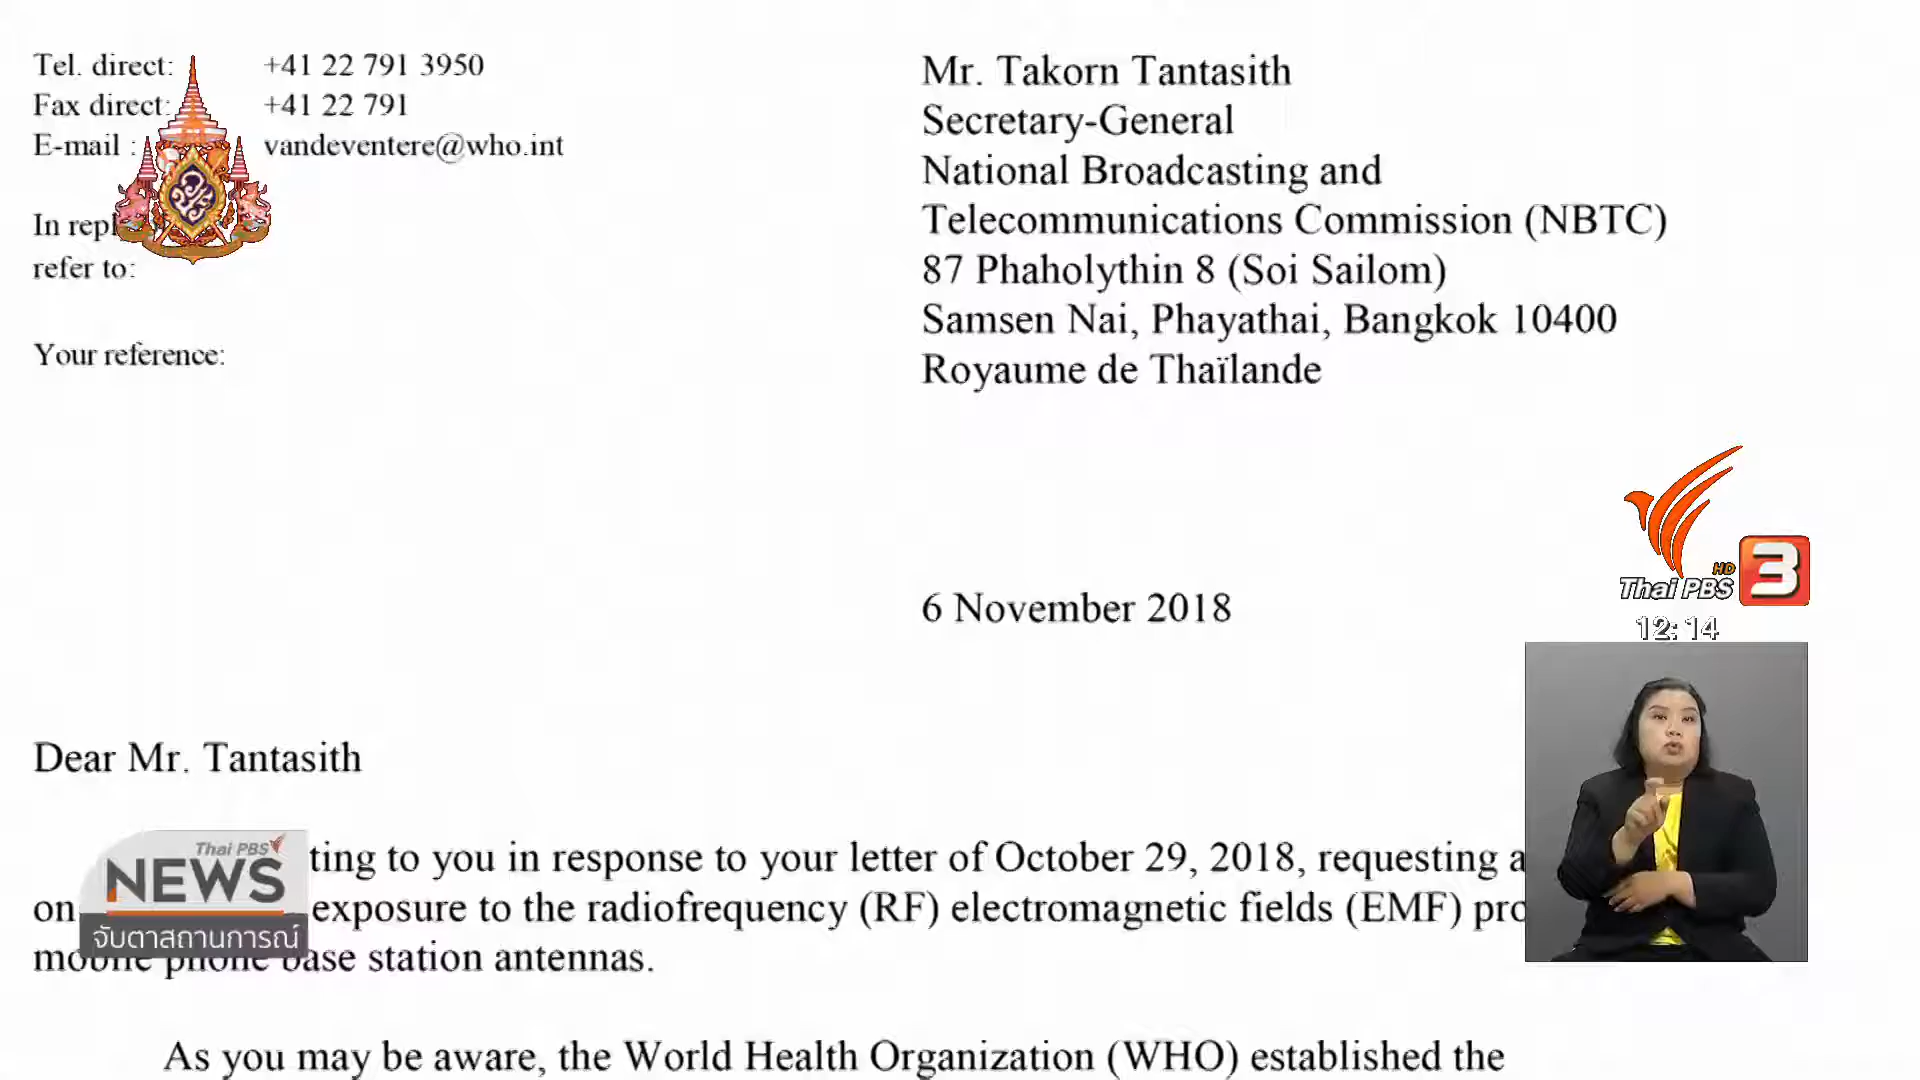 Tel. direct: +41 22 791 3950
Fax direct: +41 22 791
E-mail : vandeventere@who.int
In repl
refer to:
Your reference:
Mr. Takorn Tantasith
Secretary-General
National Broadcasting and
Telecommunications Commission (NBTC)
87 Phaholythin 8 (Soi Sailom)
Samsen Nai, Phayathai, Bangkok 10400
Royaume de Thaïlande
HD
Thai PBS 3
12:14
6 November 2018
Dear Mr. Tantasith
ting to you in response to your letter of October 29, 2018, requesting a
on exposure to the radiofrequency (RF) electromagnetic fields (EMF) pro
mobile phone base station antennas.
As you may be aware, the World Health Organization (WHO) established the
Thai PBS
NEWS
จับตาสถานการณ์